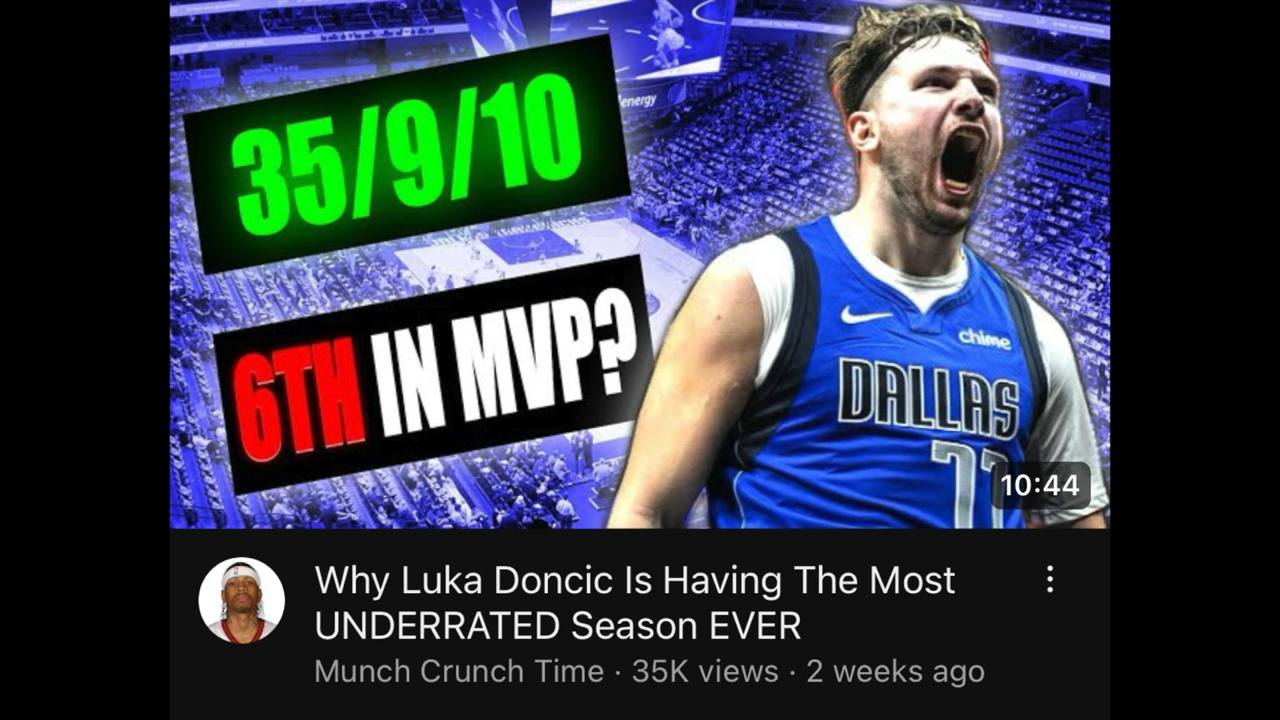 energy
35/9/10
6TH IN MVP?
chime
DALLAS
77
10:44
Why Luka Doncic Is Having The Most
UNDERRATED Season EVER
Munch Crunch Time · 35K views · 2 weeks ago